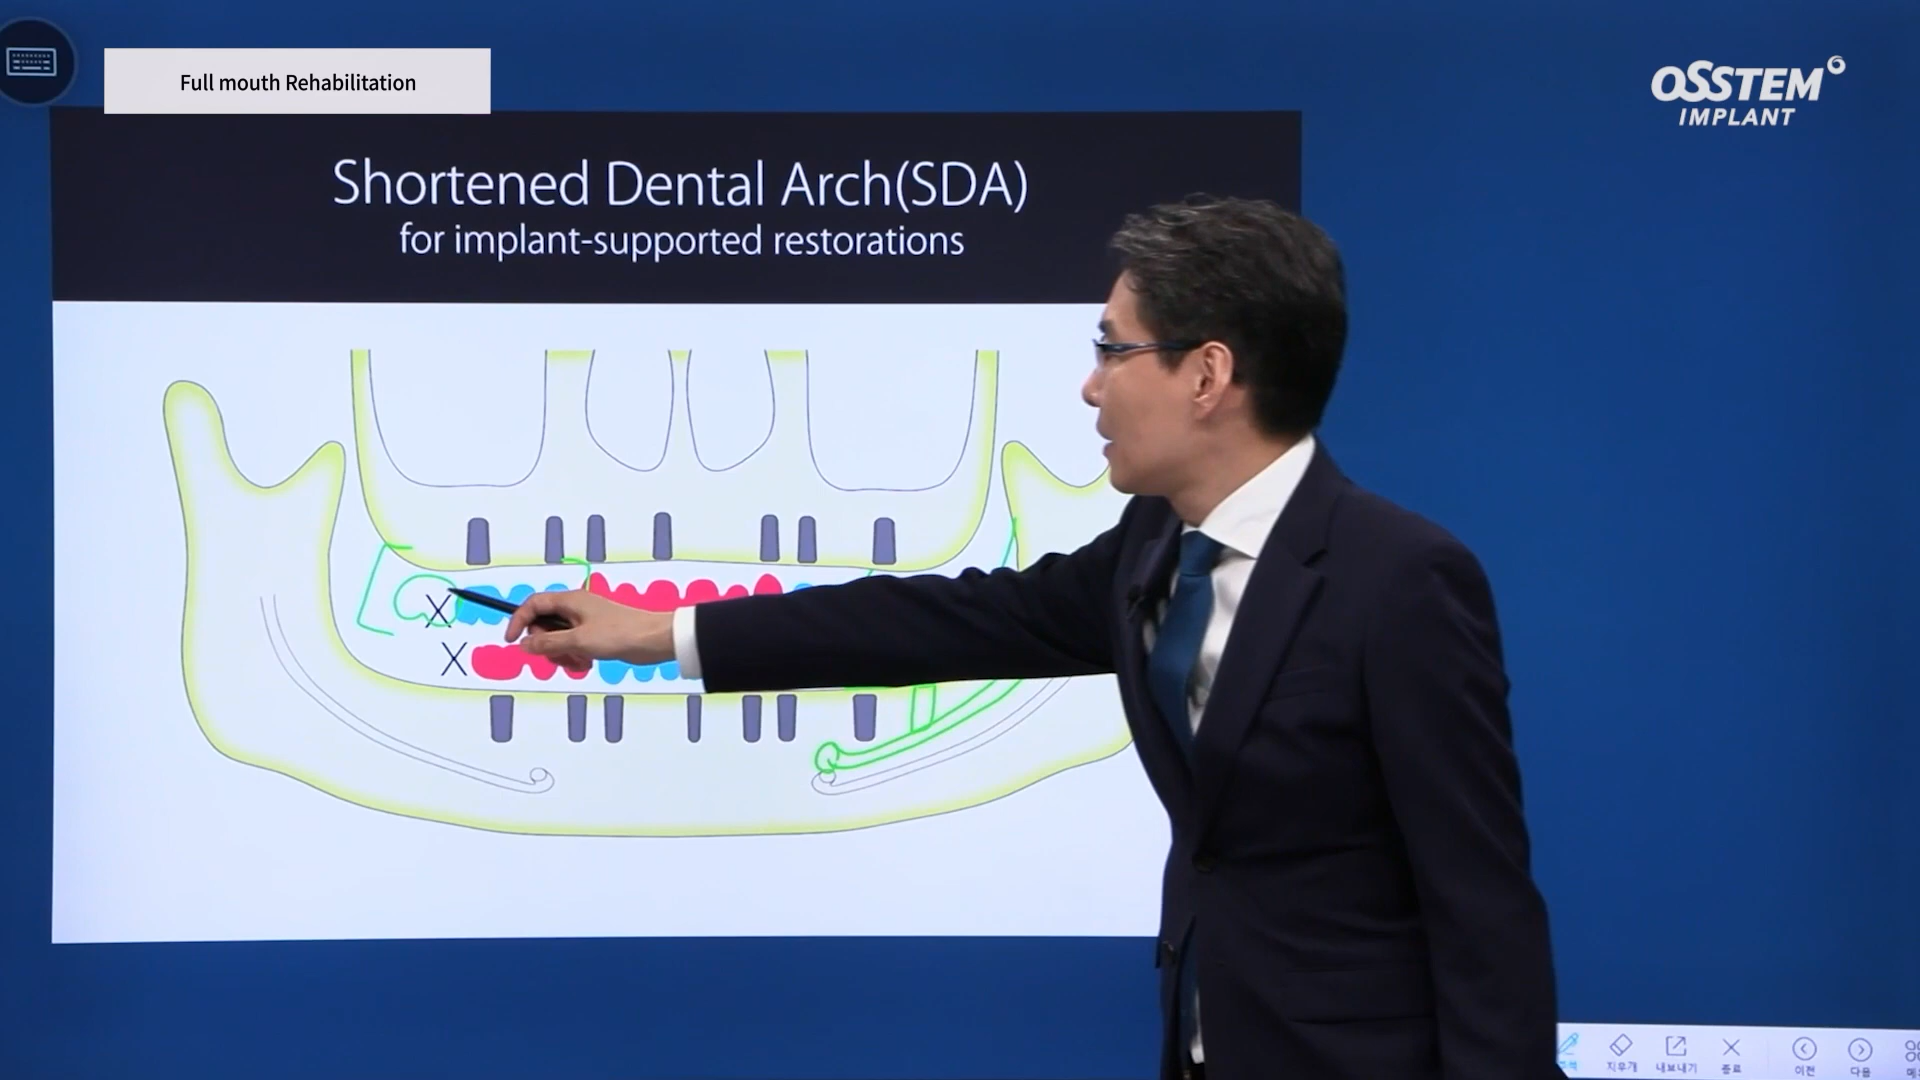 Full mouth Rehabilitation
OSSTEM
IMPLANT
Shortened Dental Arch(SDA)
for implant-supported restorations
X
X
지우개
내보내기
종료
이전
다음